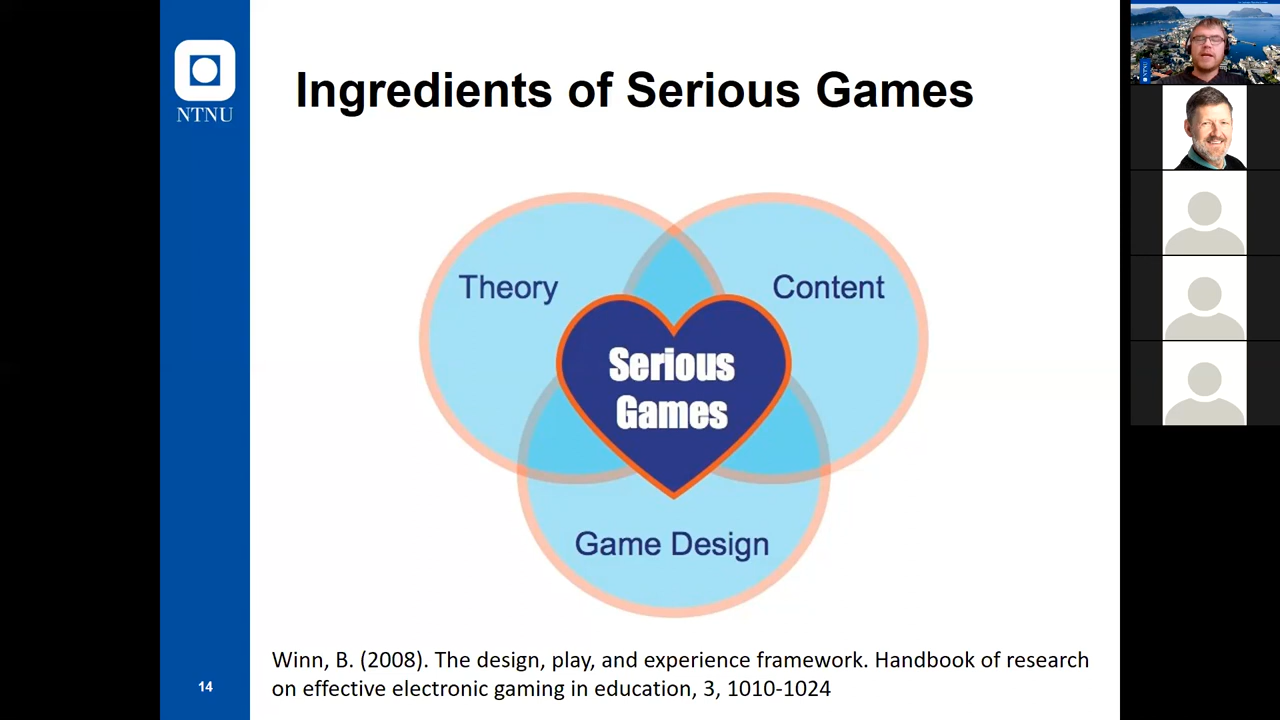 NTNU
Ingredients of Serious Games
Theory
Content
Serious
Games
Game Design
Winn, B. (2008). The design, play, and experience framework. Handbook of research
on effective electronic gaming in education, 3, 1010-1024
14
NTNU